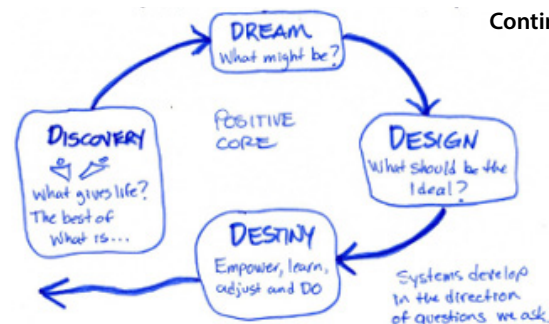 Contin
DREAM
What might be?
DISCOVERY
What gives life?
The best of
What is...
POSITIVE
CORE
DESIGN
What should be the
Ideal?
DESTINY
Empower, learn,
adjust and DO
Systems develop
in the direction
of questions we ask.